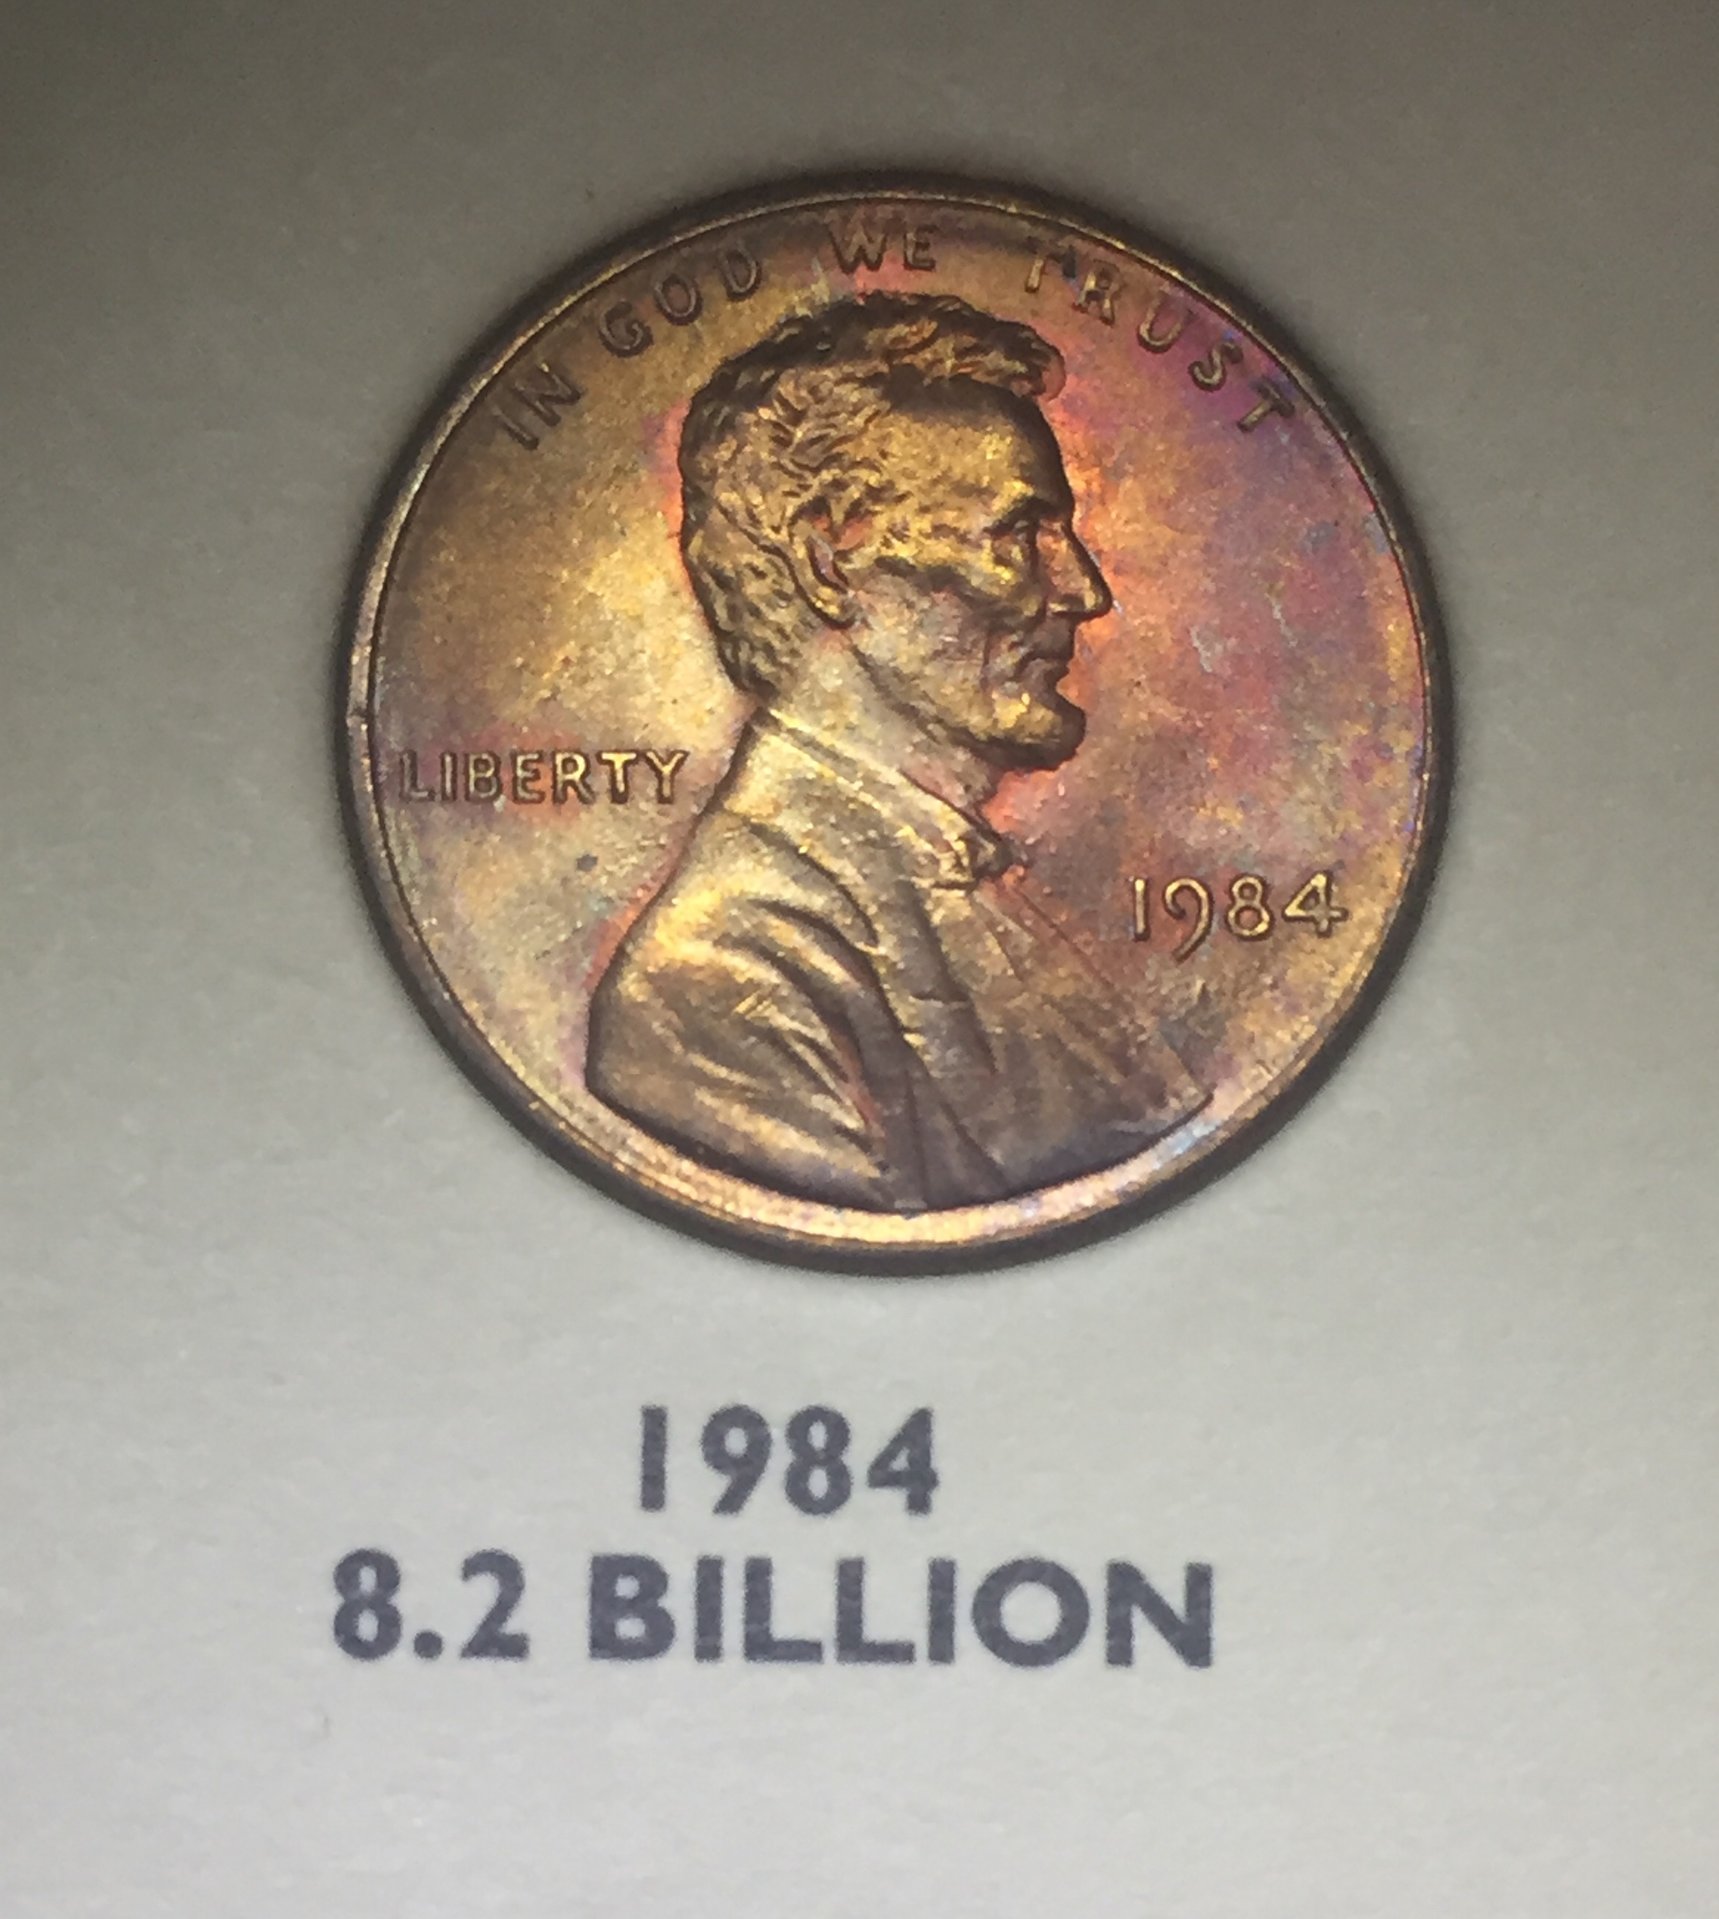 IN GOD WE TRUST
LIBERTY
1984
1984
8.2 BILLION